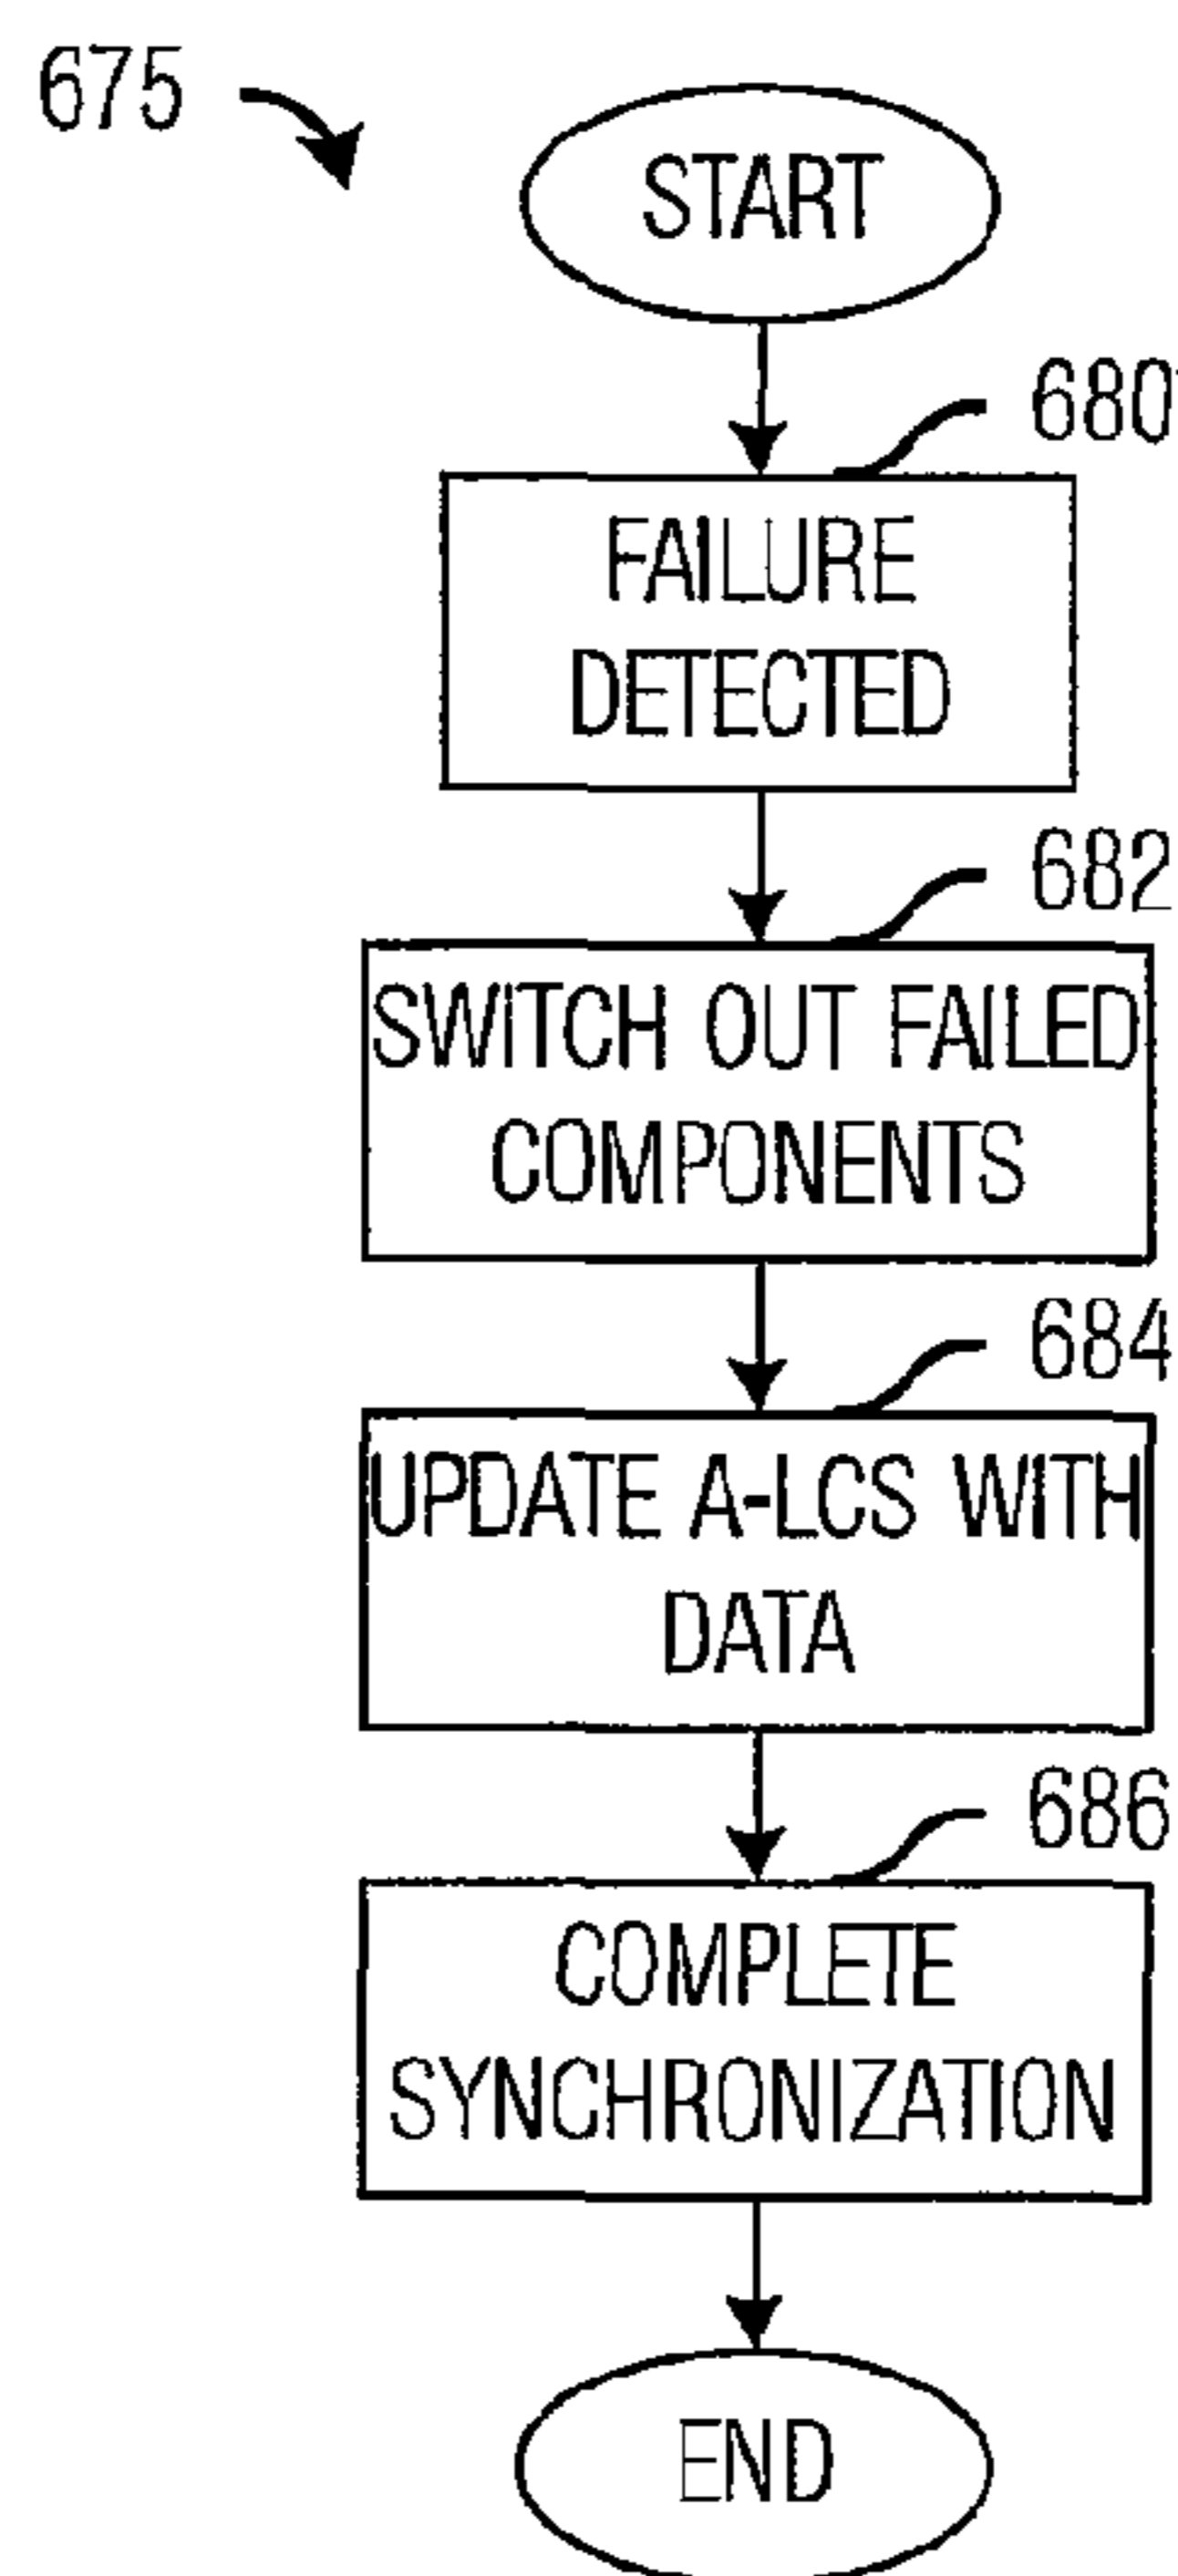 675
START
680
FAILURE
DETECTED
682
SWITCH OUT FAILED
COMPONENTS
684
UPDATE A-LCS WITH
DATA
686
COMPLETE
SYNCHRONIZATION
END